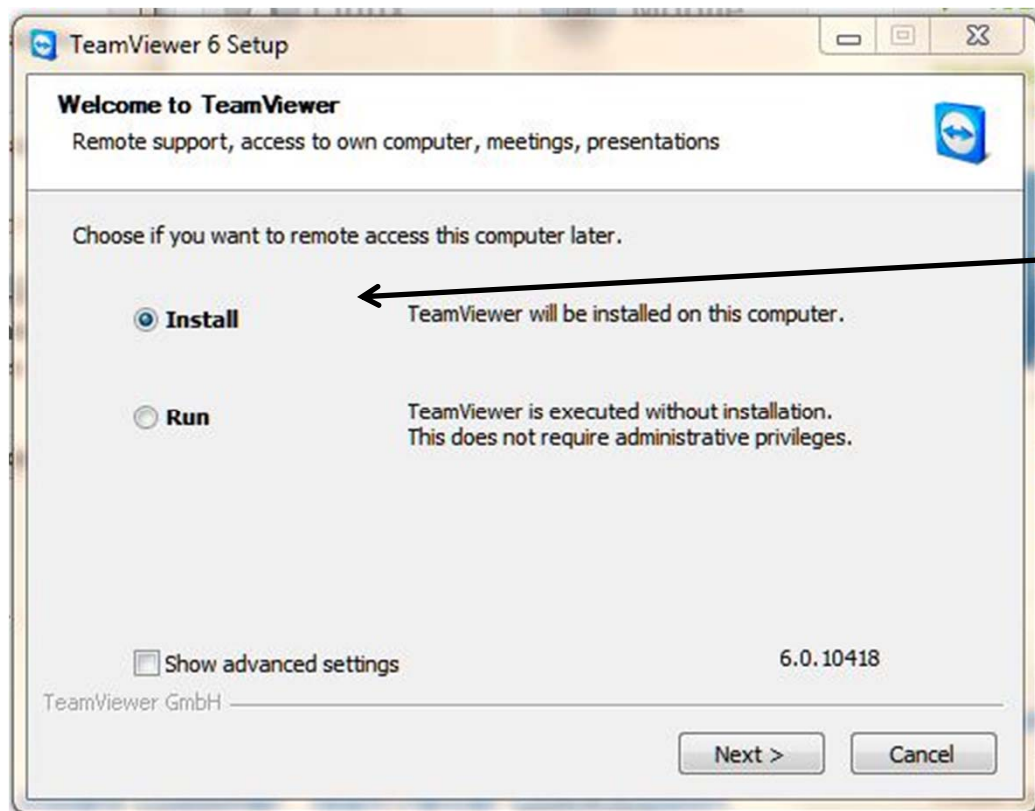 TeamViewer 6 Setup
Welcome to TeamViewer
Remote support, access to own computer, meetings, presentations
Choose if you want to remote access this computer later.
Install
TeamViewer will be installed on this computer.
Run
TeamViewer is executed without installation.
This does not require administrative privileges.
Show advanced settings
6.0.10418
TeamViewer GmbH
Next >
Cancel